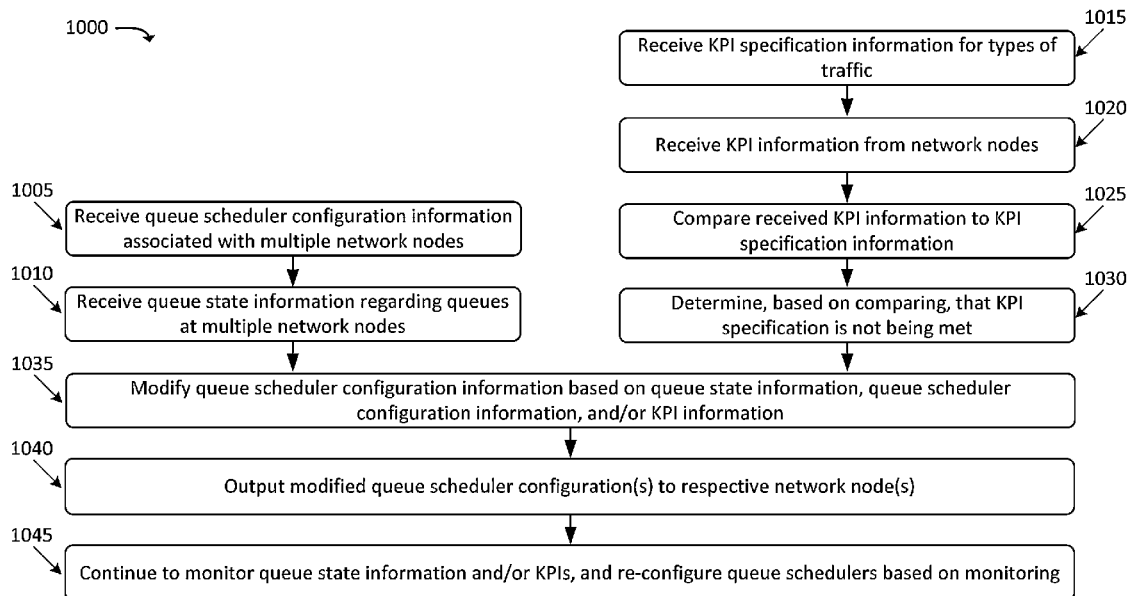 1000
1015
Receive KPI specification information for types of
traffic
1020
Receive KPI information from network nodes
1005
Receive queue scheduler configuration information
associated with multiple network nodes
1025
Compare received KPI information to KPI
specification information
1010
Receive queue state information regarding queues
at multiple network nodes
1030
Determine, based on comparing, that KPI
specification is not being met
1035
Modify queue scheduler configuration information based on queue state information, queue scheduler
configuration information, and/or KPI information
1040
Output modified queue scheduler configuration(s) to respective network node(s)
1045
Continue to monitor queue state information and/or KPIs, and re-configure queue schedulers based on monitoring